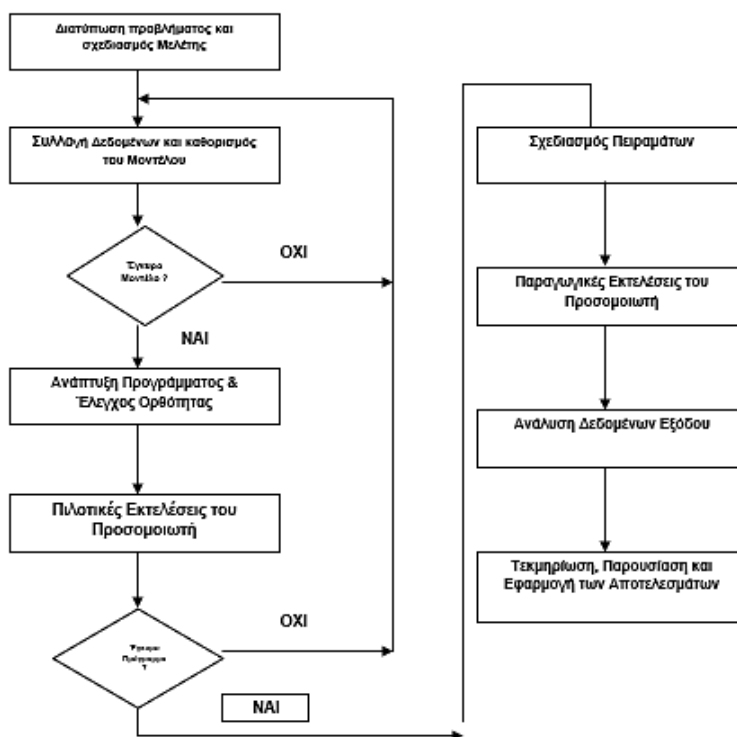 Διατύπωση προβλήματος και
σχεδιασμός Μελέτης
Συλλογή Δεδομένων και καθορισμός
του Μοντέλου
Έγκυρο
Μοντέλο ?
ΟΧΙ
ΝΑΙ
Ανάπτυξη Προγράμματος &
Έλεγχος Ορθότητας
Πιλοτικές Εκτελέσεις του
Προσομοιωτή
Έγκυρο
Πρόγραμμα
?
ΟΧΙ
ΝΑΙ
Σχεδιασμός Πειραμάτων
Παραγωγικές Εκτελέσεις του
Προσομοιωτή
Ανάλυση Δεδομένων Εξόδου
Τεκμηρίωση, Παρουσίαση και
Εφαρμογή των Αποτελεσμάτων